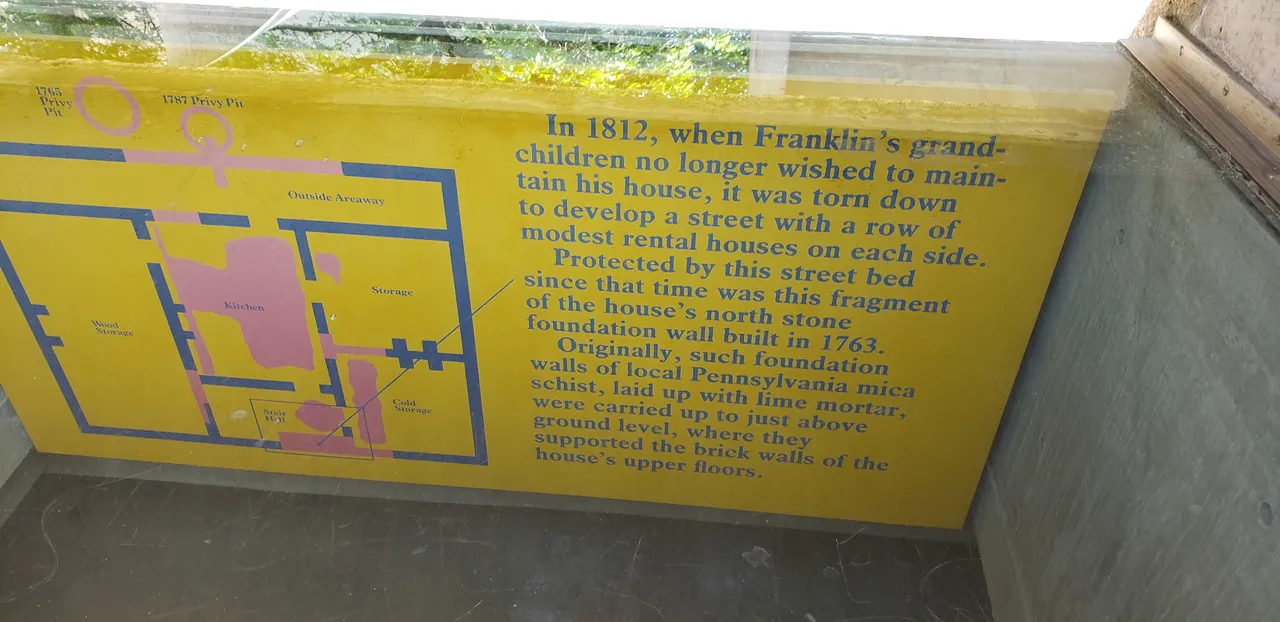 1765
Privy
Pit
1787 Privy Pit
Outside Areaway
Kitchen
Storage
Wood
Storage
Stair
Hall
Cold
Storage
In 1812, when Franklin's grand-
children no longer wished to main-
tain his house, it was torn down
to develop a street with a row of
modest rental houses on each side.
Protected by this street bed
since that time was this fragment
of the house's north stone
foundation wall built in 1763.
Originally, such foundation
walls of local Pennsylvania mica
schist, laid up with lime mortar,
were carried up to just above
ground level, where they
supported the brick walls of the
house's upper floors.